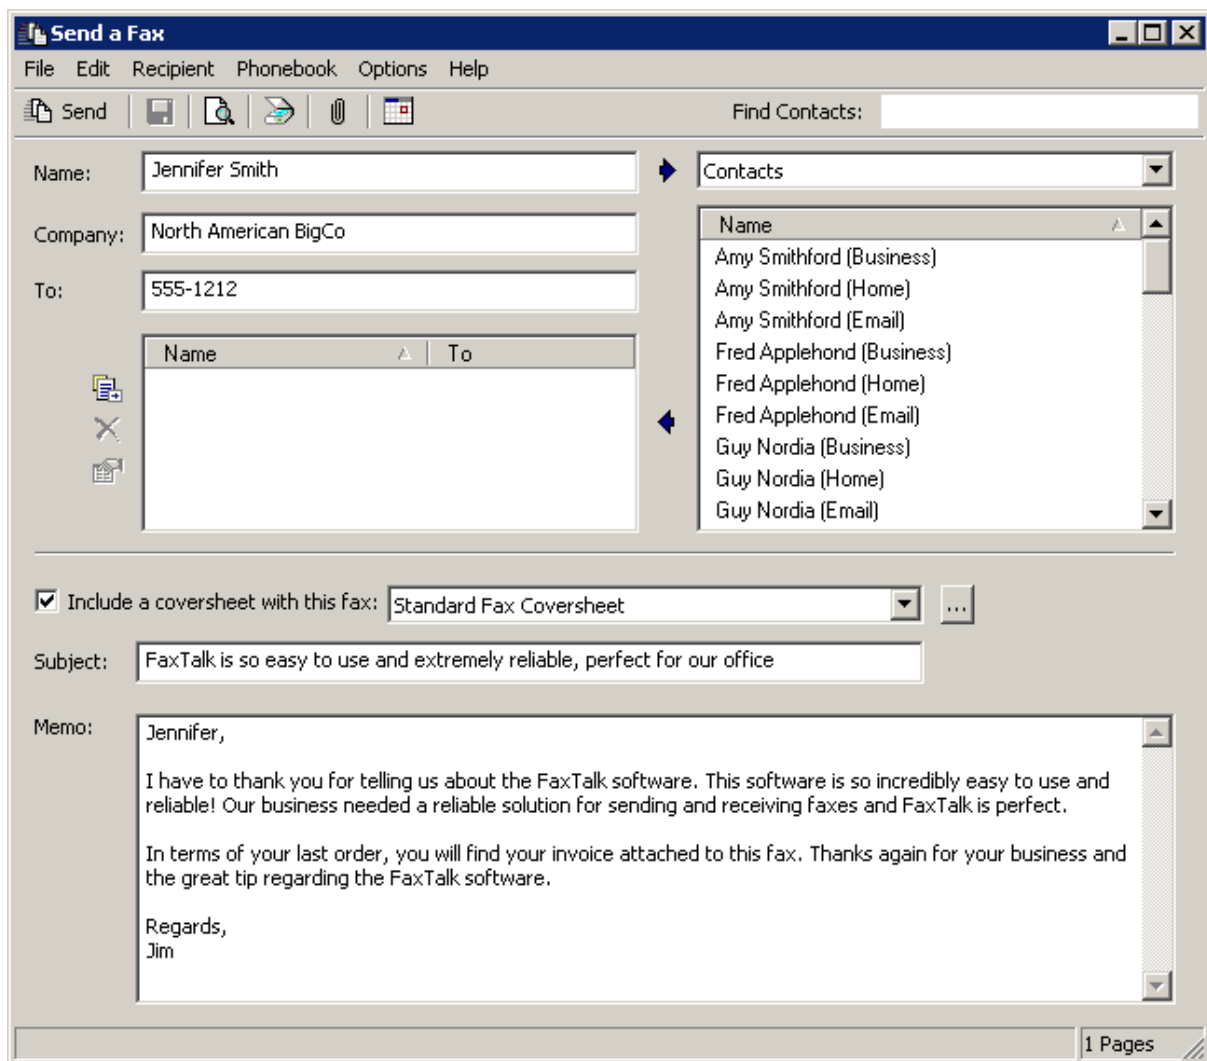 Send a Fax
File Edit Recipient Phonebook Options Help
Send Find Contacts:
Name: Jennifer Smith
Contacts
Company: North American BigCo
To: 555-1212
Name To
Name
Amy Smithford (Business)
Amy Smithford (Home)
Amy Smithford (Email)
Fred Applehond (Business)
Fred Applehond (Home)
Fred Applehond (Email)
Guy Nordia (Business)
Guy Nordia (Home)
Guy Nordia (Email)
Include a coversheet with this fax: Standard Fax Coversheet ...
Subject: FaxTalk is so easy to use and extremely reliable, perfect for our office
Memo: Jennifer,
I have to thank you for telling us about the FaxTalk software. This software is so incredibly easy to use and
reliable! Our business needed a reliable solution for sending and receiving faxes and FaxTalk is perfect.
In terms of your last order, you will find your invoice attached to this fax. Thanks again for your business and
the great tip regarding the FaxTalk software.
Regards,
Jim
1 Pages